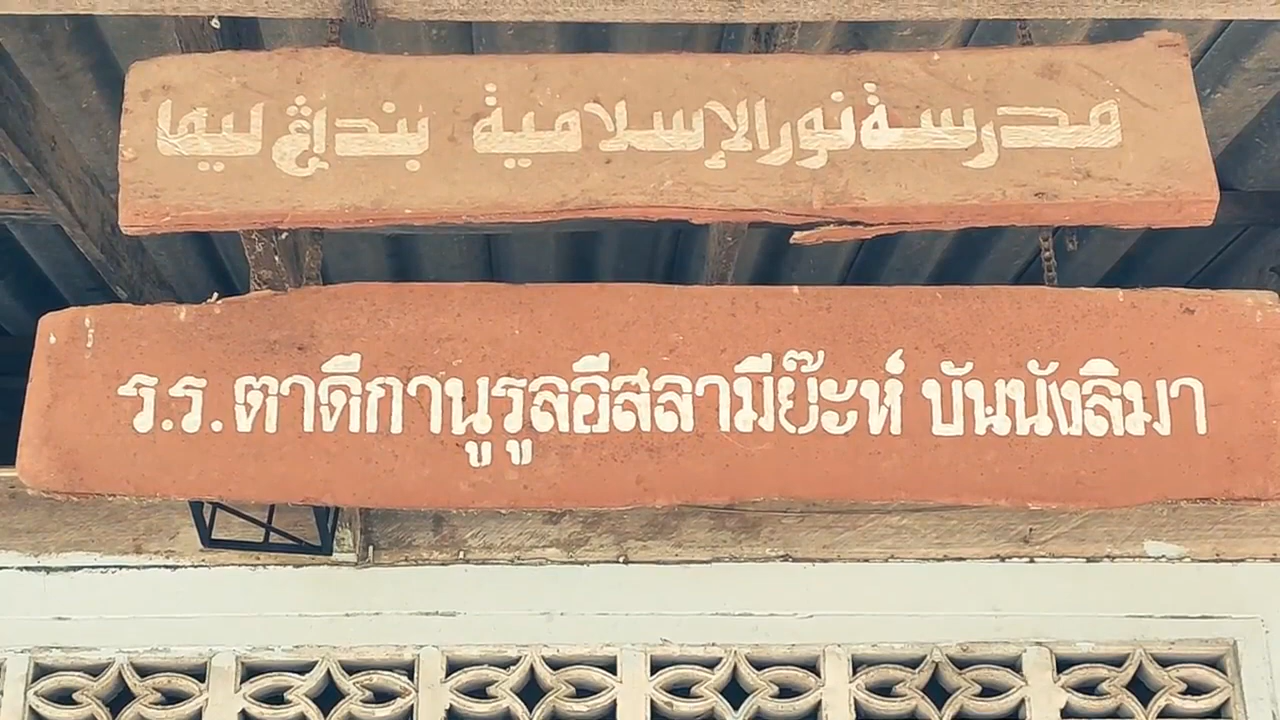 مدرسة نور الإسلامية بنداڠ ليما
ร.ร.ตาดีกานูรูลอีสลามีย๊ะห์ บันนังลิมา